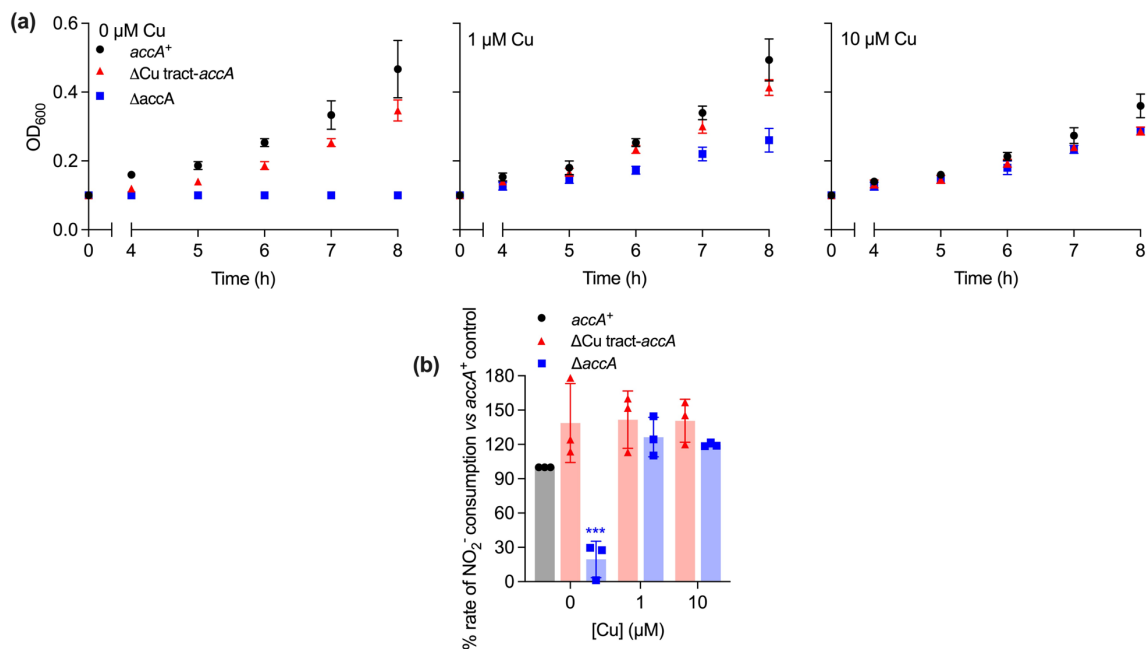 (a)
0 μM Cu
accA⁺
ΔCu tract-accA
ΔaccA
OD₆₀₀
0.6
0.4
0.2
0.0
0 4 5 6 7 8
Time (h)
1 μM Cu
0 4 5 6 7 8
Time (h)
10 μM Cu
0 4 5 6 7 8
Time (h)
(b)
accA⁺
ΔCu tract-accA
ΔaccA
% rate of NO₂⁻ consumption vs accA⁺ control
180
150
120
90
60
30
0
***
0 1 10
[Cu] (μM)